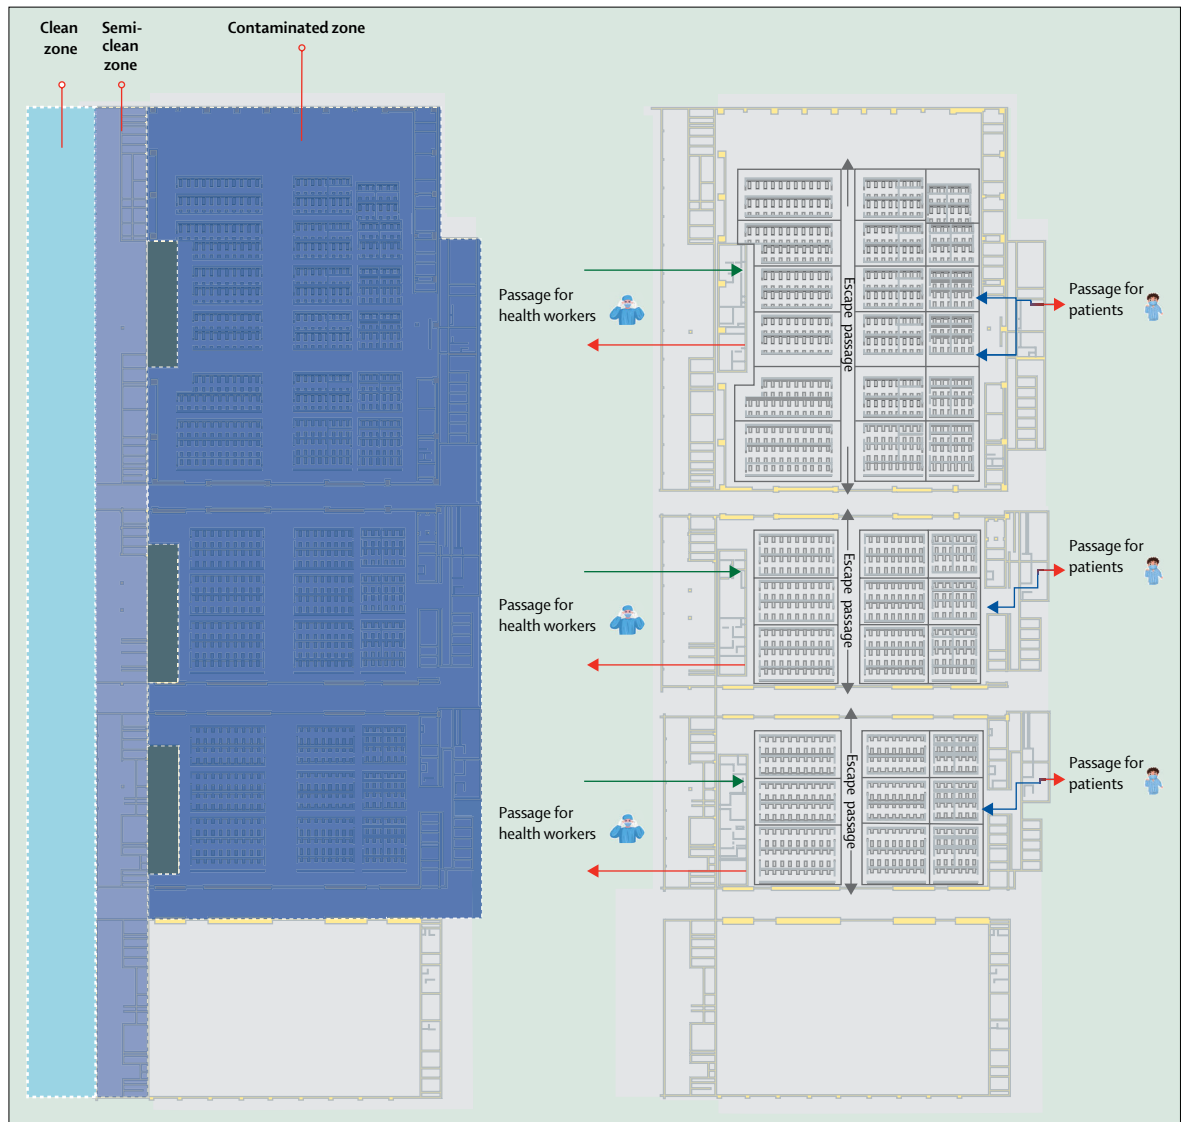 Clean
zone
Semi-
clean
zone
Contaminated zone
Escape passage
Passage for
health workers
Passage for
patients
Escape passage
Passage for
health workers
Passage for
patients
Escape passage
Passage for
health workers
Passage for
patients